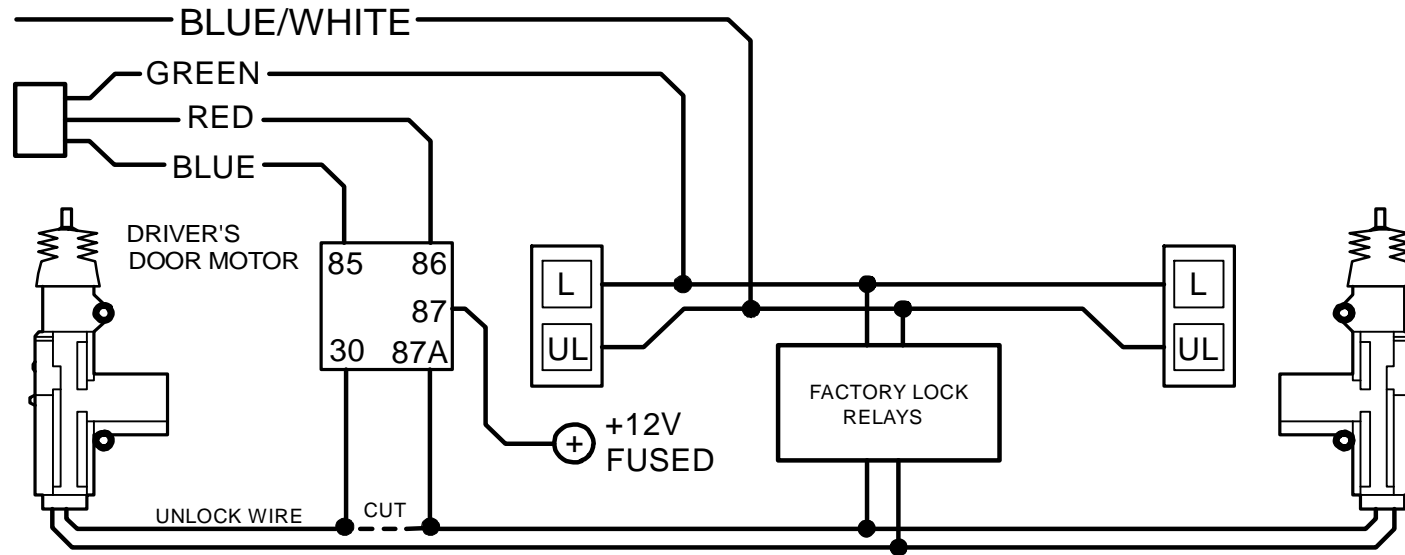 BLUE/WHITE
GREEN
RED
BLUE
DRIVER'S
DOOR MOTOR
85 86
87
30 87A
L
UL
L
UL
FACTORY LOCK
RELAYS
+12V
FUSED
+
UNLOCK WIRE
CUT